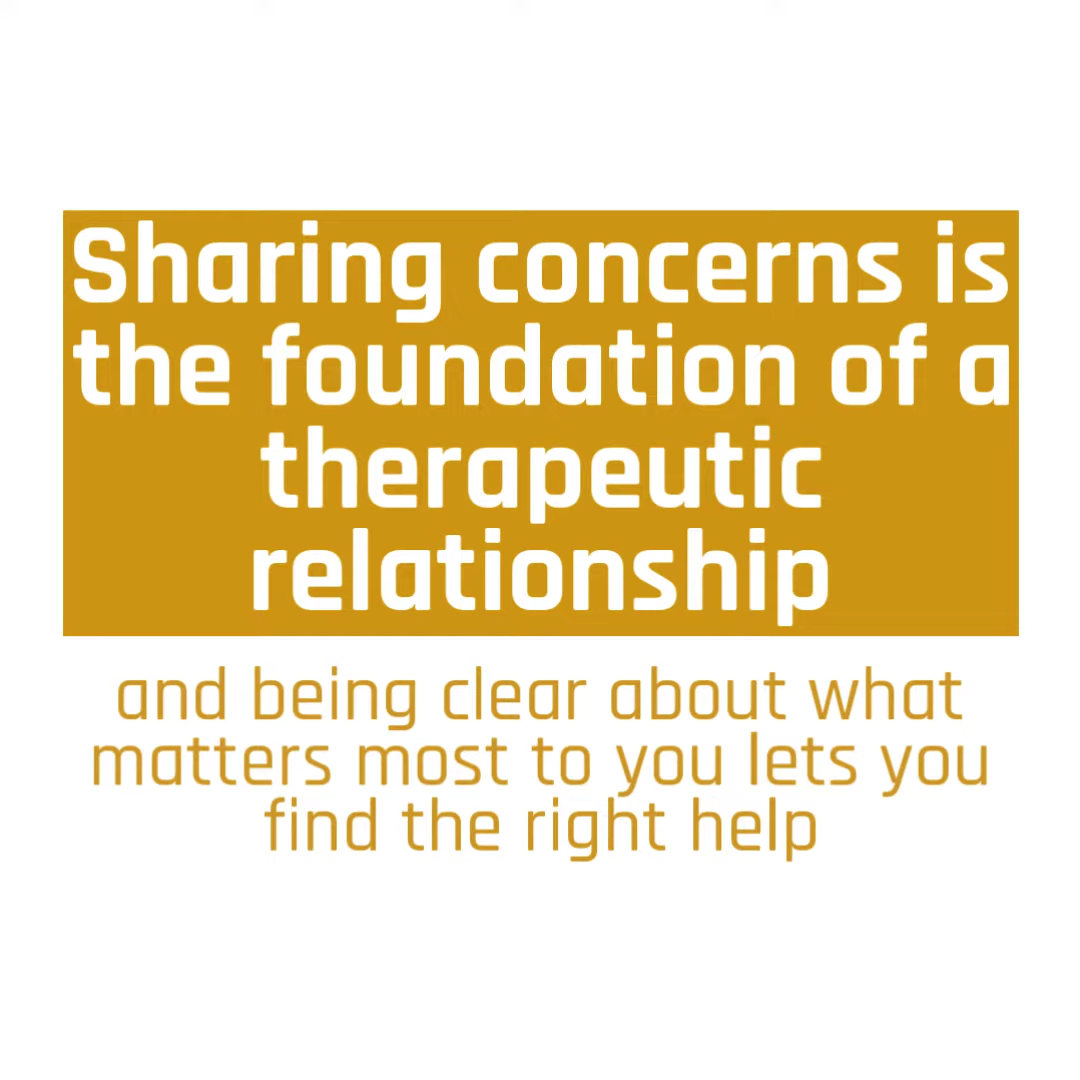 Sharing concerns is
the foundation of a
therapeutic
relationship
and being clear about what
matters most to you lets you
find the right help